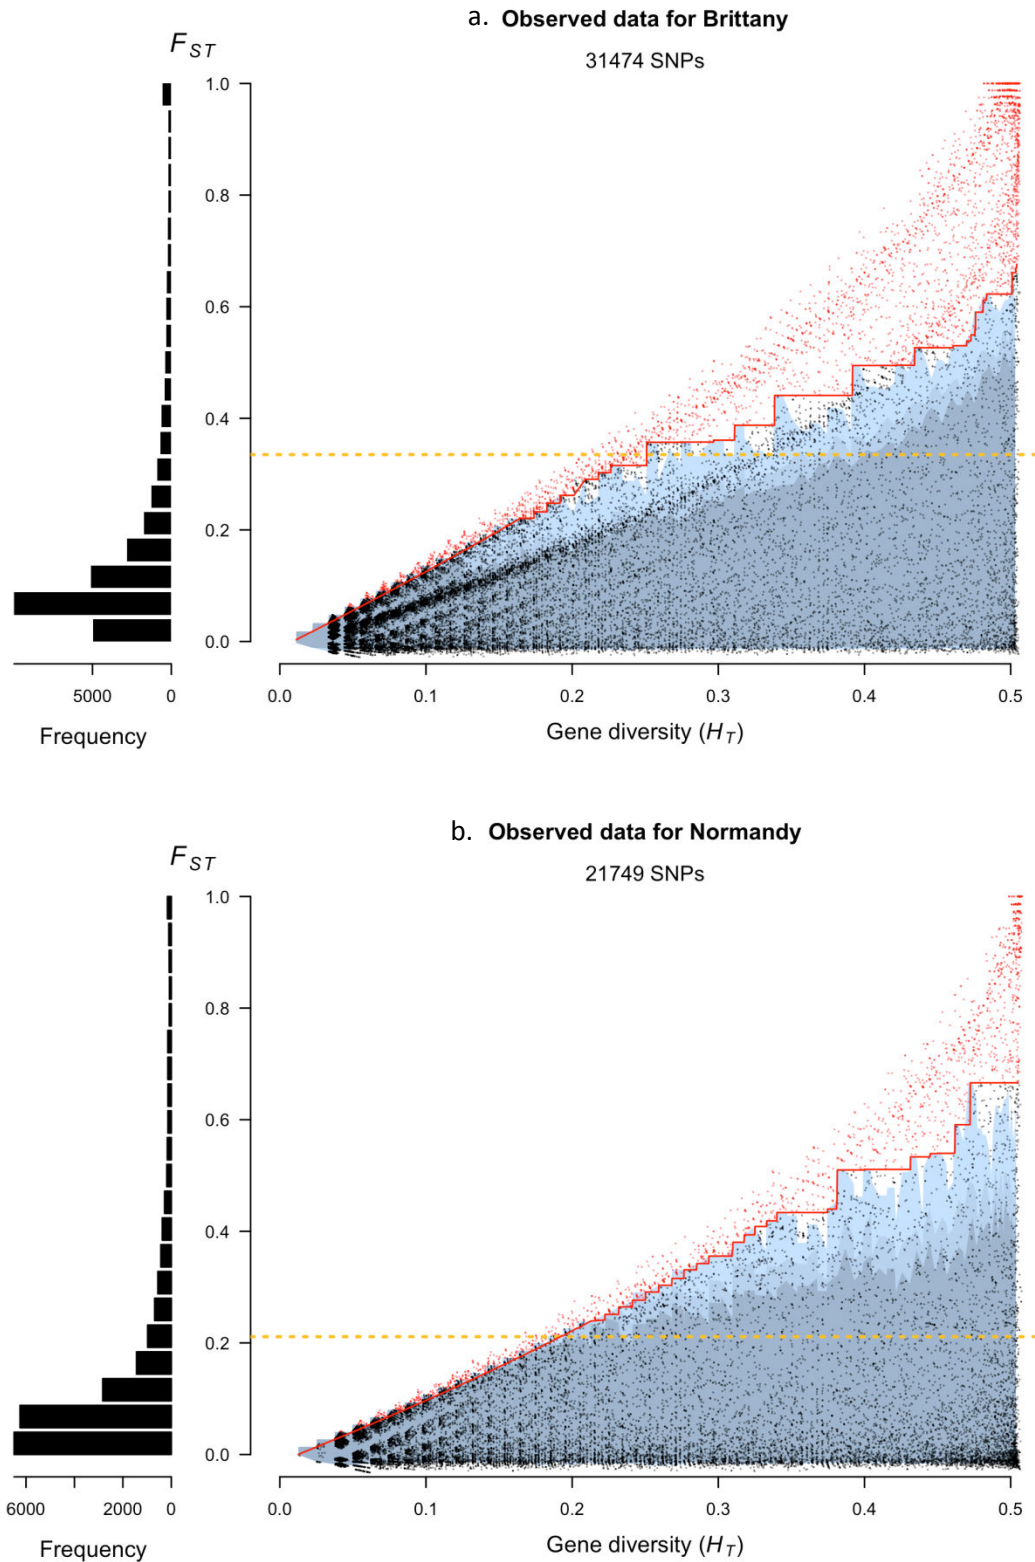 a. Observed data for Brittany
31474 SNPs
F_ST
1.0
0.8
0.6
0.4
0.2
0.0
5000 0
Frequency
0.0 0.1 0.2 0.3 0.4 0.5
Gene diversity (H_T)
b. Observed data for Normandy
21749 SNPs
F_ST
1.0
0.8
0.6
0.4
0.2
0.0
6000 2000 0
Frequency
0.0 0.1 0.2 0.3 0.4 0.5
Gene diversity (H_T)